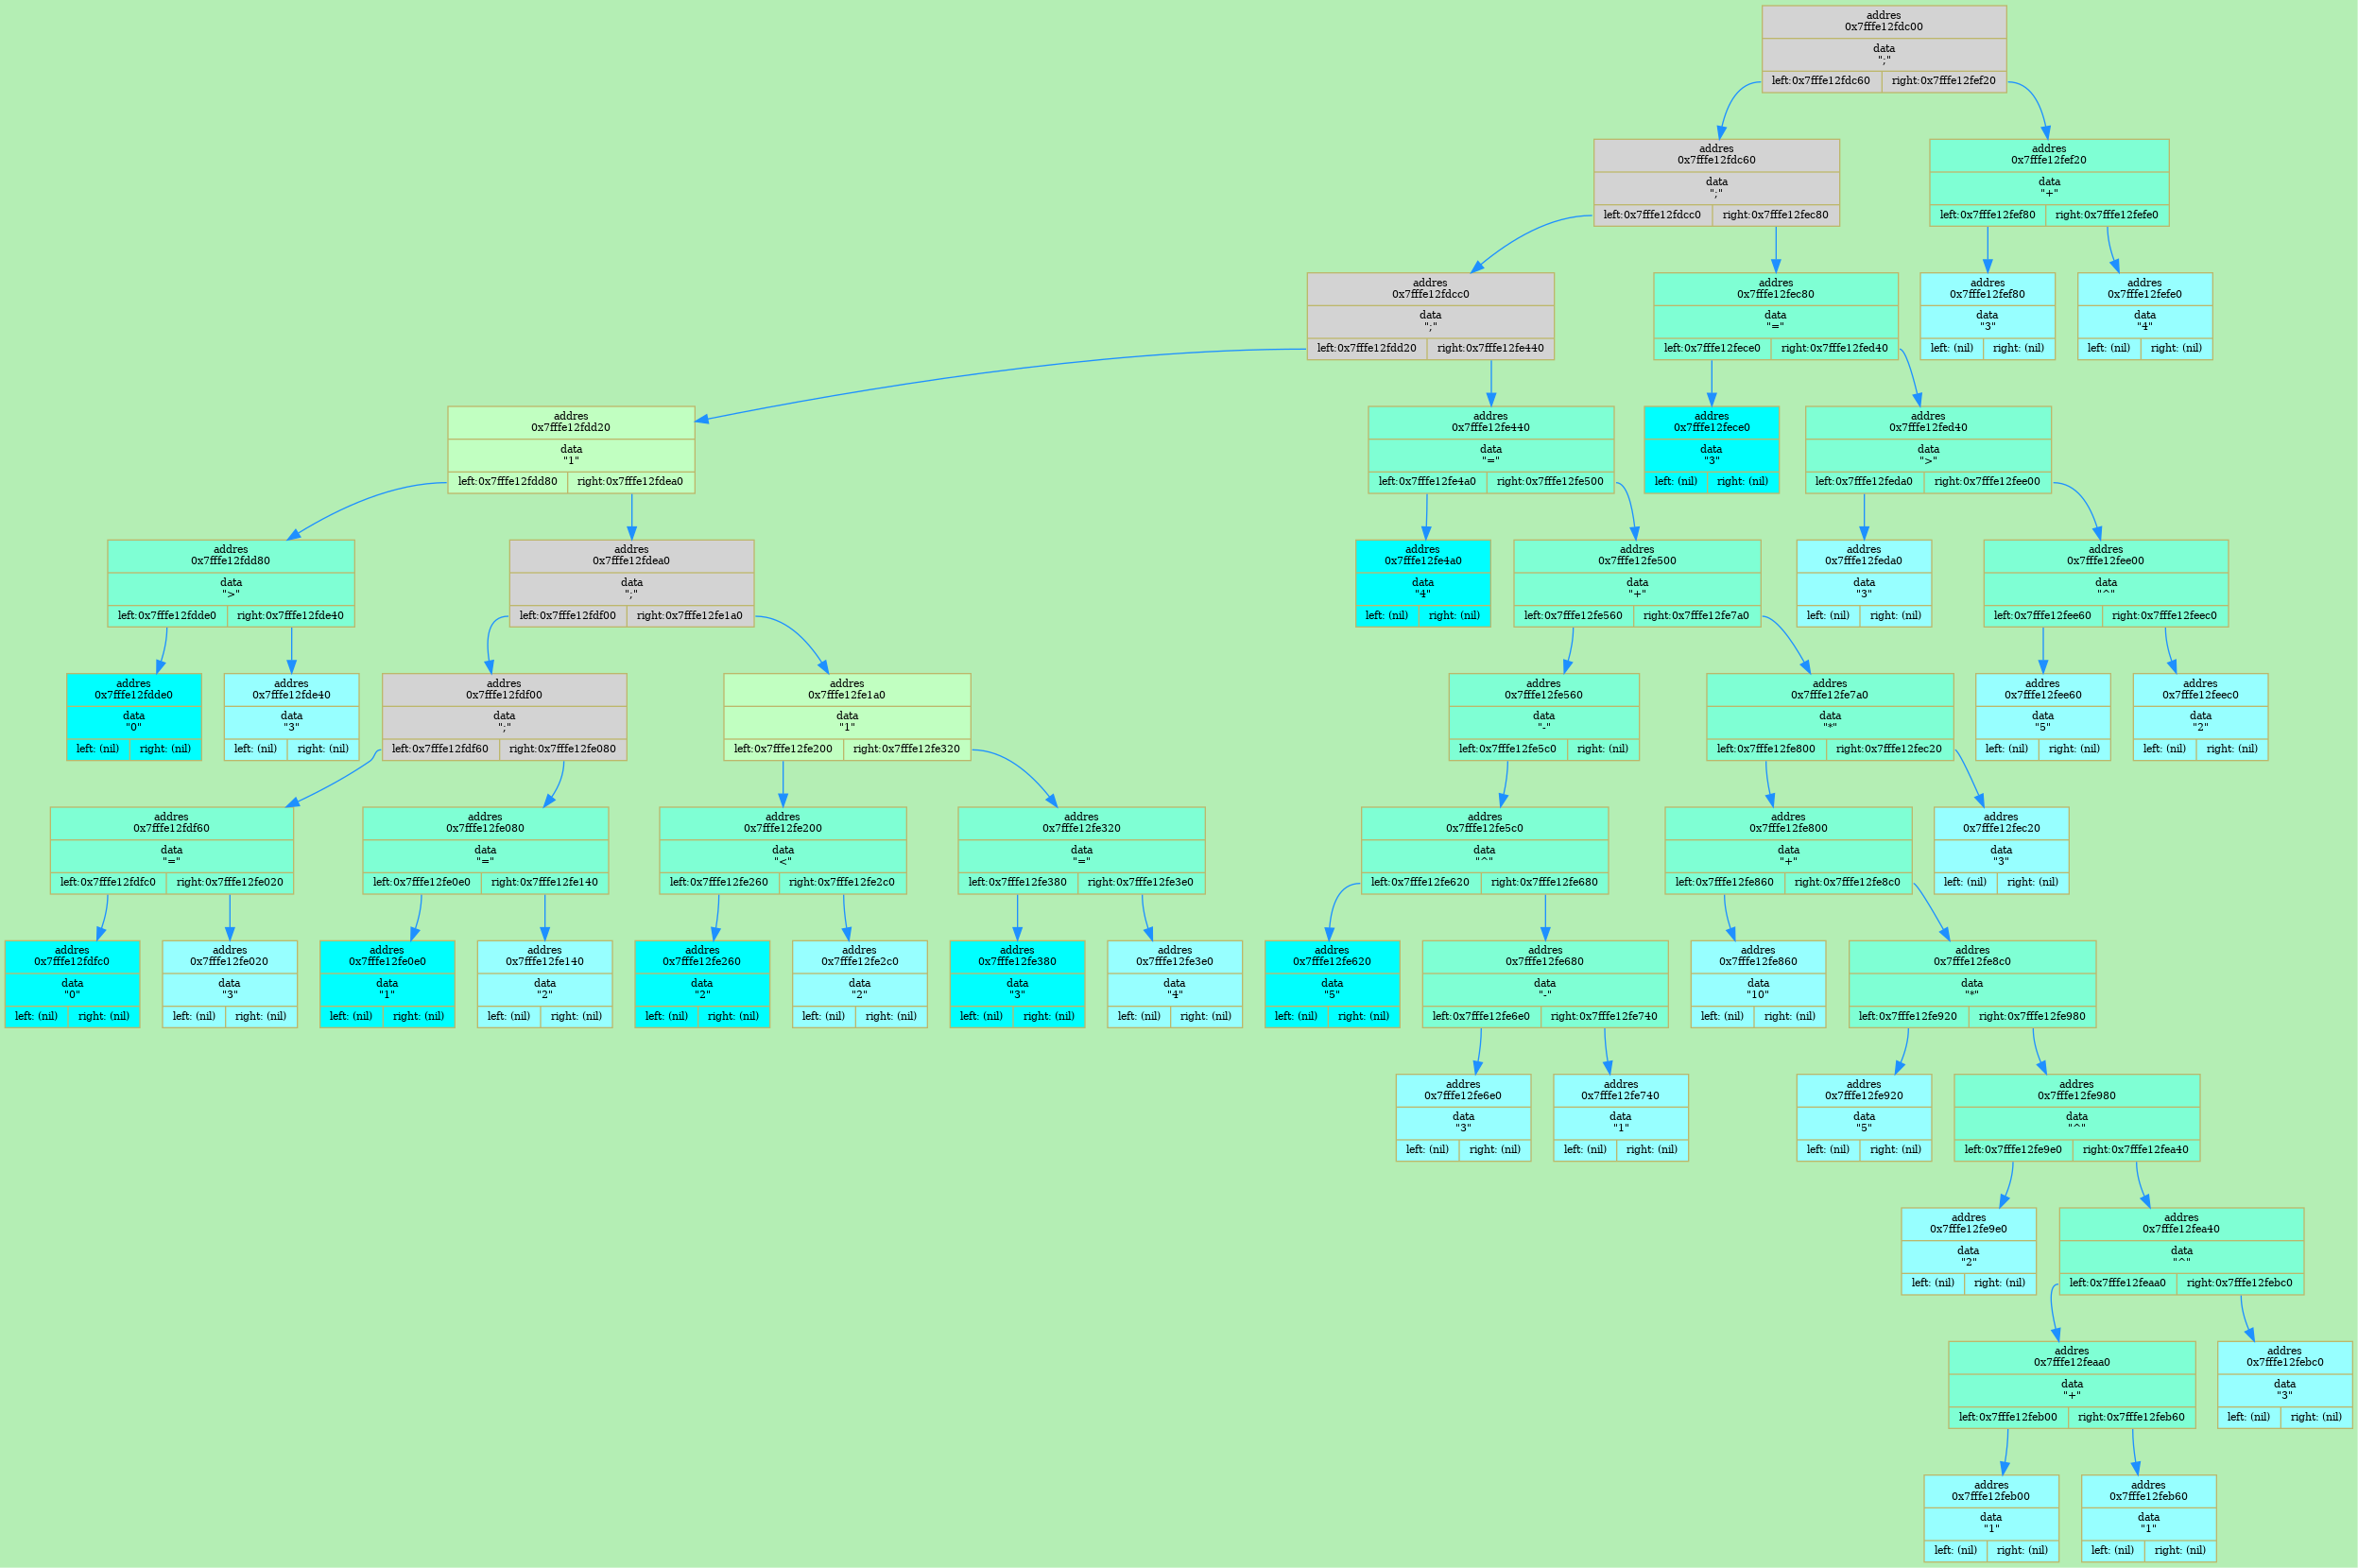 addres
0x7fffe12fdc00
data
";"
left:0x7fffe12fdc60 right:0x7fffe12fef20
addres
0x7fffe12fdc60
data
";"
left:0x7fffe12fdcc0 right:0x7fffe12fec80
addres
0x7fffe12fef20
data
"+"
left:0x7fffe12fef80 right:0x7fffe12fefe0
addres
0x7fffe12fdcc0
data
";"
left:0x7fffe12fdd20 right:0x7fffe12fe440
addres
0x7fffe12fec80
data
"="
left:0x7fffe12fece0 right:0x7fffe12fed40
addres
0x7fffe12fef80
data
"3"
left: (nil) right: (nil)
addres
0x7fffe12fefe0
data
"4"
left: (nil) right: (nil)
addres
0x7fffe12fdd20
data
"1"
left:0x7fffe12fdd80 right:0x7fffe12fdea0
addres
0x7fffe12fe440
data
"="
left:0x7fffe12fe4a0 right:0x7fffe12fe500
addres
0x7fffe12fece0
data
"3"
left: (nil) right: (nil)
addres
0x7fffe12fed40
data
">"
left:0x7fffe12feda0 right:0x7fffe12fee00
addres
0x7fffe12fdd80
data
">"
left:0x7fffe12fdde0 right:0x7fffe12fde40
addres
0x7fffe12fdea0
data
";"
left:0x7fffe12fdf00 right:0x7fffe12fe1a0
addres
0x7fffe12fe4a0
data
"4"
left: (nil) right: (nil)
addres
0x7fffe12fe500
data
"+"
left:0x7fffe12fe560 right:0x7fffe12fe7a0
addres
0x7fffe12feda0
data
"3"
left: (nil) right: (nil)
addres
0x7fffe12fee00
data
"^"
left:0x7fffe12fee60 right:0x7fffe12feec0
addres
0x7fffe12fdde0
data
"0"
left: (nil) right: (nil)
addres
0x7fffe12fde40
data
"3"
left: (nil) right: (nil)
addres
0x7fffe12fdf00
data
";"
left:0x7fffe12fdf60 right:0x7fffe12fe080
addres
0x7fffe12fe1a0
data
"1"
left:0x7fffe12fe200 right:0x7fffe12fe320
addres
0x7fffe12fe560
data
"-"
left:0x7fffe12fe5c0 right: (nil)
addres
0x7fffe12fe7a0
data
"*"
left:0x7fffe12fe800 right:0x7fffe12fec20
addres
0x7fffe12fee60
data
"5"
left: (nil) right: (nil)
addres
0x7fffe12feec0
data
"2"
left: (nil) right: (nil)
addres
0x7fffe12fdf60
data
"="
left:0x7fffe12fdfc0 right:0x7fffe12fe020
addres
0x7fffe12fe080
data
"="
left:0x7fffe12fe0e0 right:0x7fffe12fe140
addres
0x7fffe12fe200
data
"<"
left:0x7fffe12fe260 right:0x7fffe12fe2c0
addres
0x7fffe12fe320
data
"="
left:0x7fffe12fe380 right:0x7fffe12fe3e0
addres
0x7fffe12fe5c0
data
"^"
left:0x7fffe12fe620 right:0x7fffe12fe680
addres
0x7fffe12fe800
data
"+"
left:0x7fffe12fe860 right:0x7fffe12fe8c0
addres
0x7fffe12fec20
data
"3"
left: (nil) right: (nil)
addres
0x7fffe12fdfc0
data
"0"
left: (nil) right: (nil)
addres
0x7fffe12fe020
data
"3"
left: (nil) right: (nil)
addres
0x7fffe12fe0e0
data
"1"
left: (nil) right: (nil)
addres
0x7fffe12fe140
data
"2"
left: (nil) right: (nil)
addres
0x7fffe12fe260
data
"2"
left: (nil) right: (nil)
addres
0x7fffe12fe2c0
data
"2"
left: (nil) right: (nil)
addres
0x7fffe12fe380
data
"3"
left: (nil) right: (nil)
addres
0x7fffe12fe3e0
data
"4"
left: (nil) right: (nil)
addres
0x7fffe12fe620
data
"5"
left: (nil) right: (nil)
addres
0x7fffe12fe680
data
"-"
left:0x7fffe12fe6e0 right:0x7fffe12fe740
addres
0x7fffe12fe860
data
"10"
left: (nil) right: (nil)
addres
0x7fffe12fe8c0
data
"*"
left:0x7fffe12fe920 right:0x7fffe12fe980
addres
0x7fffe12fe6e0
data
"3"
left: (nil) right: (nil)
addres
0x7fffe12fe740
data
"1"
left: (nil) right: (nil)
addres
0x7fffe12fe920
data
"5"
left: (nil) right: (nil)
addres
0x7fffe12fe980
data
"^"
left:0x7fffe12fe9e0 right:0x7fffe12fea40
addres
0x7fffe12fe9e0
data
"2"
left: (nil) right: (nil)
addres
0x7fffe12fea40
data
"^"
left:0x7fffe12feaa0 right:0x7fffe12febc0
addres
0x7fffe12feaa0
data
"+"
left:0x7fffe12feb00 right:0x7fffe12feb60
addres
0x7fffe12febc0
data
"3"
left: (nil) right: (nil)
addres
0x7fffe12feb00
data
"1"
left: (nil) right: (nil)
addres
0x7fffe12feb60
data
"1"
left: (nil) right: (nil)